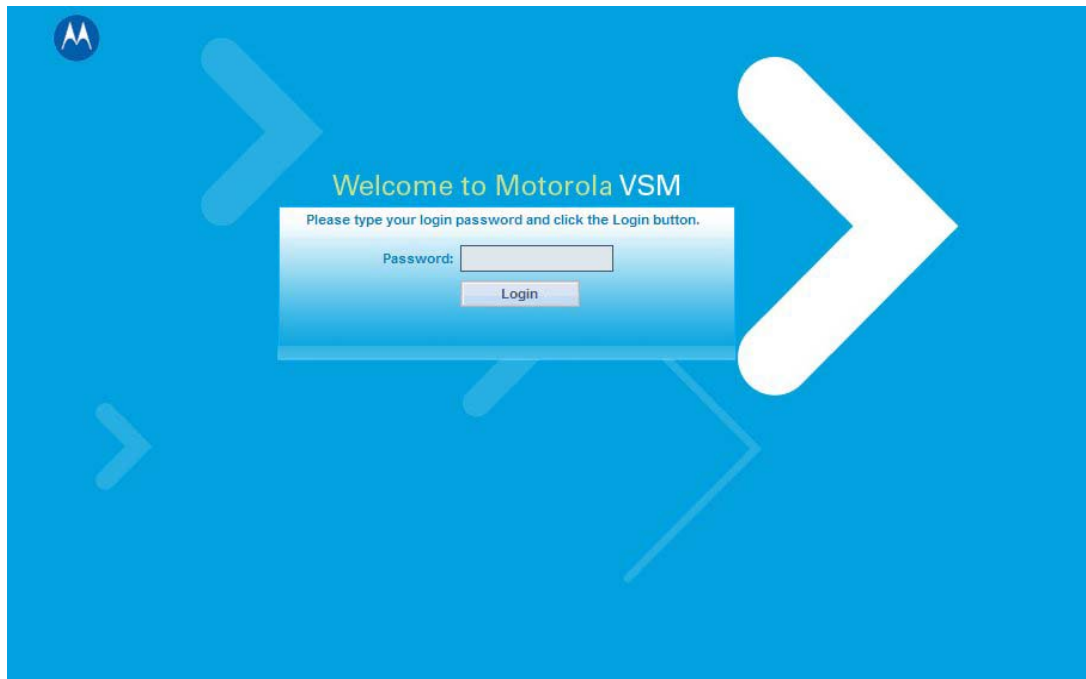 Welcome to Motorola VSM
Please type your login password and click the Login button.
Password:
Login